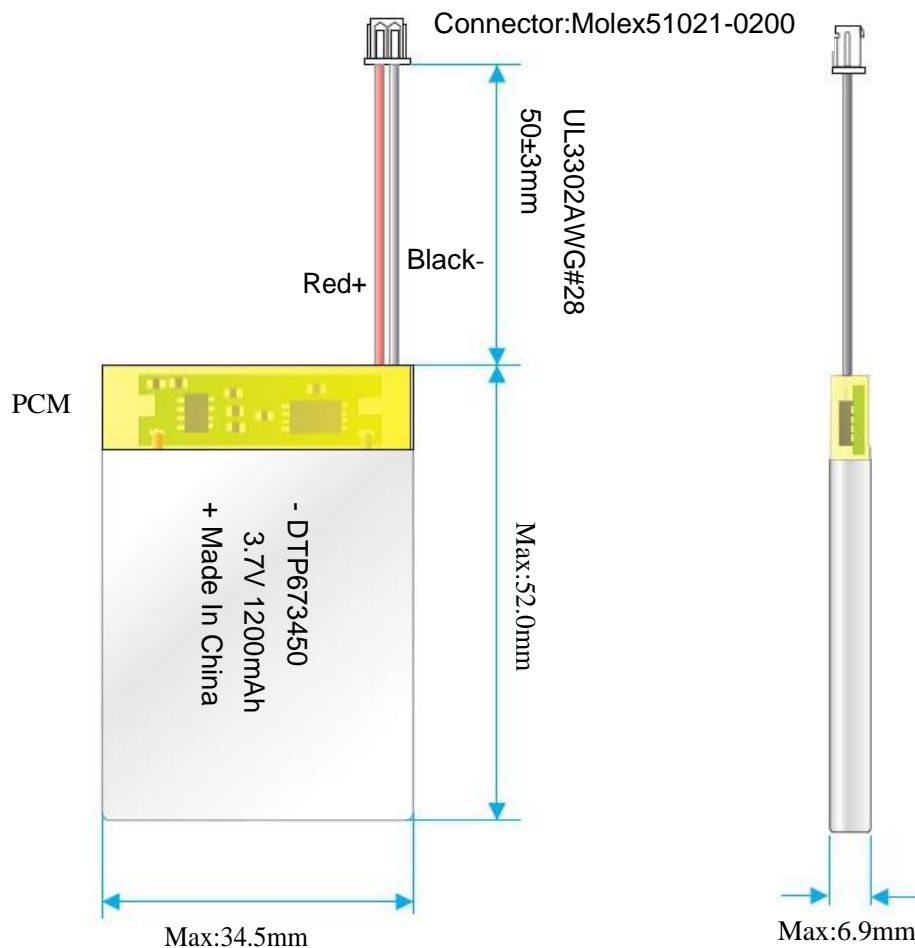 Connector:Molex51021-0200
UL3302AWG#28
50±3mm
Black-
Red+
PCM
- DTP673450
3.7V 1200mAh
+ Made In China
Max:52.0mm
Max:34.5mm
Max:6.9mm